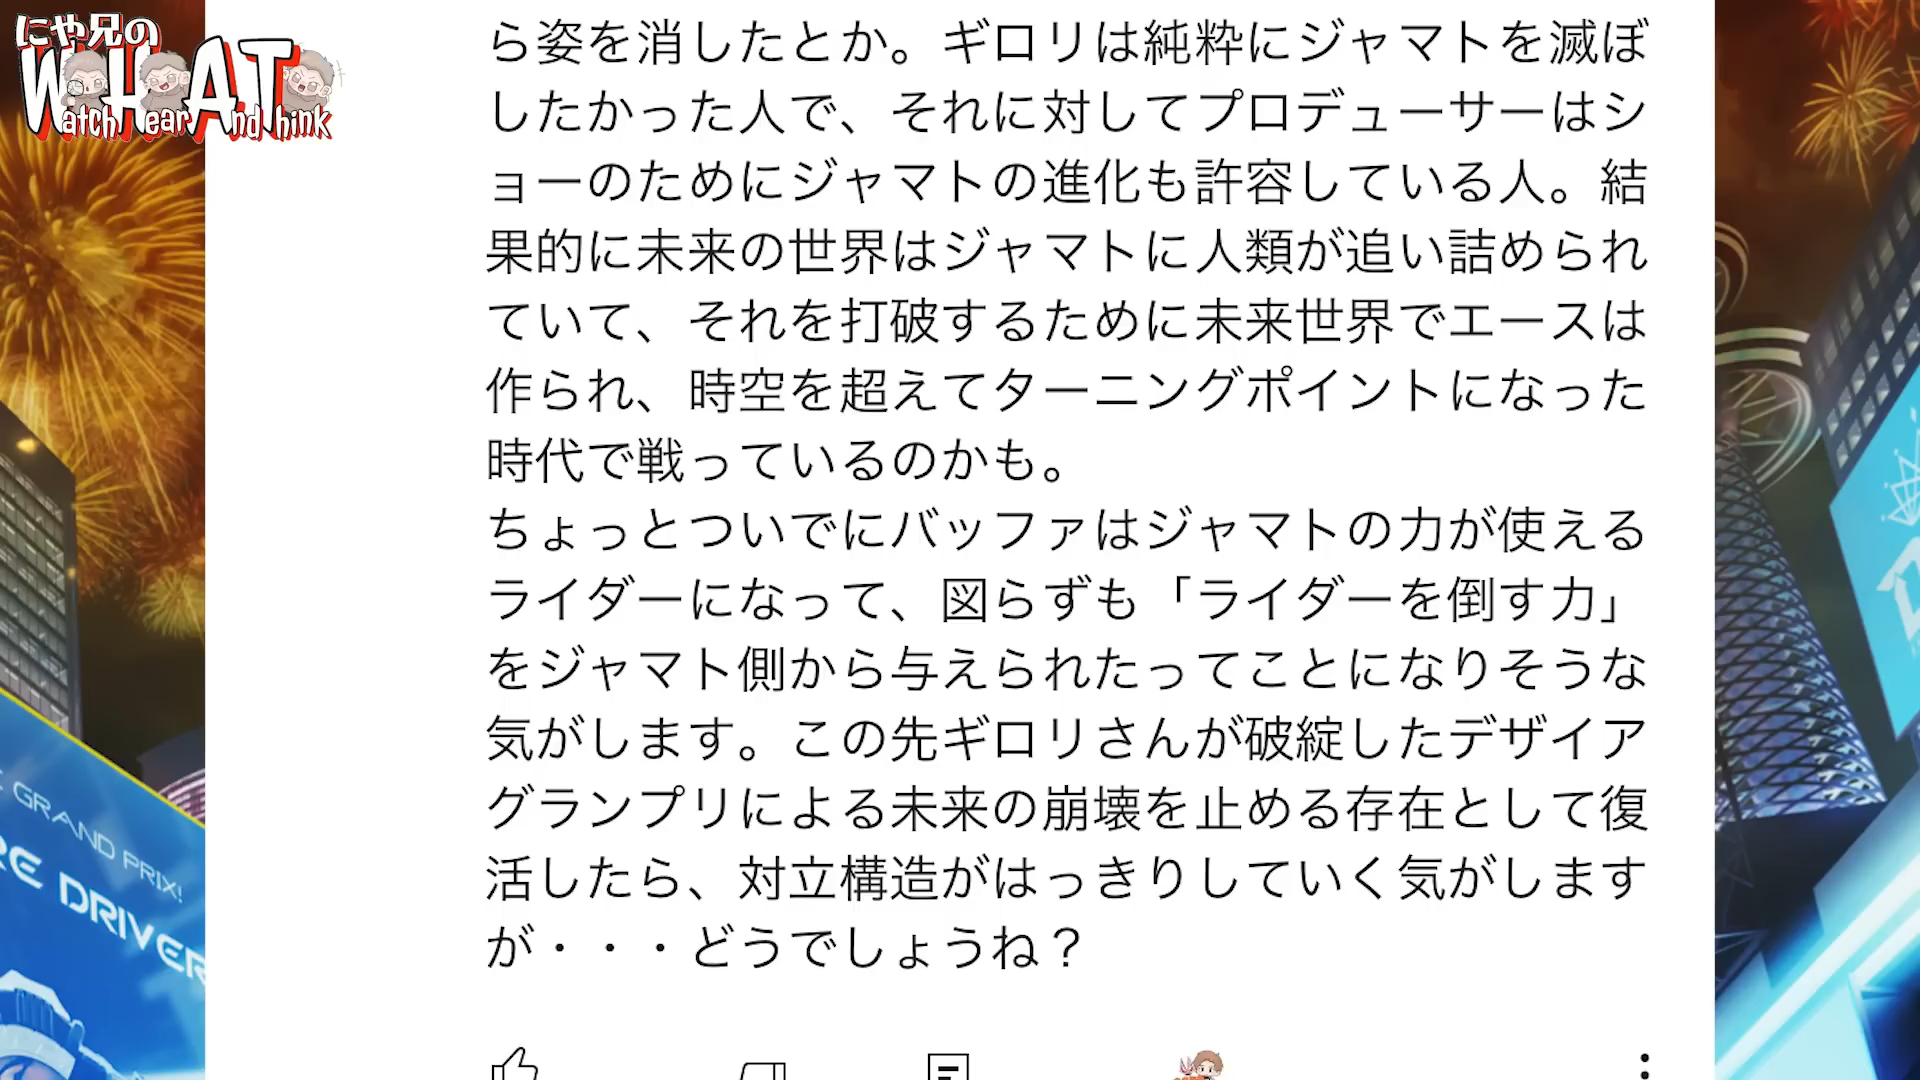 にや兄の
WHAT
Watch Hear And Think
ら姿を消したとか。ギロリは純粋にジャマトを滅ぼ
したかった人で、それに対してプロデューサーはシ
ョーのためにジャマトの進化も許容している人。結
果的に未来の世界はジャマトに人類が追い詰められ
ていて、それを打破するために未来世界でエースは
作られ、時空を超えてターニングポイントになった
時代で戦っているのかも。
ちょっとついでにバッファはジャマトの力が使える
ライダーになって、図らずも「ライダーを倒す力」
をジャマト側から与えられたってことになりそうな
気がします。この先ギロリさんが破綻したデザイア
グランプリによる未来の崩壊を止める存在として復
活したら、対立構造がはっきりしていく気がします
が・・・どうでしょうね？
GRAND PRIX!
RE DRIVER